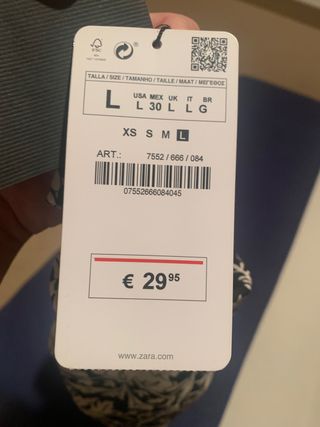 FSC
TALLA / SIZE / TAMANHO / TAILLE / MAAT / ΜΕΓΕΘΟΣ
L
USA MEX UK IT BR
L 30 L L G
XS S M L
ART.: 7552 / 666 / 084
07552666084045
€ 29 95
www.zara.com